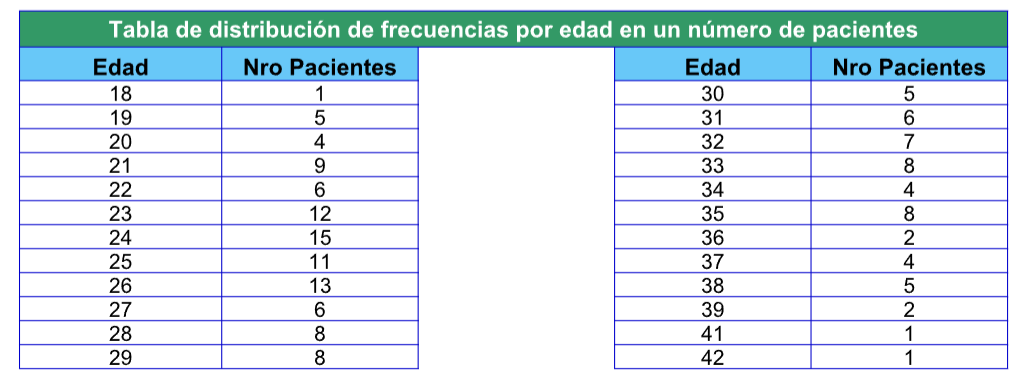 Tabla de distribución de frecuencias por edad en un número de pacientes
Edad Nro Pacientes Edad Nro Pacientes
18 1 30 5
19 5 31 6
20 4 32 7
21 9 33 8
22 6 34 4
23 12 35 8
24 15 36 2
25 11 37 4
26 13 38 5
27 6 39 2
28 8 41 1
29 8 42 1